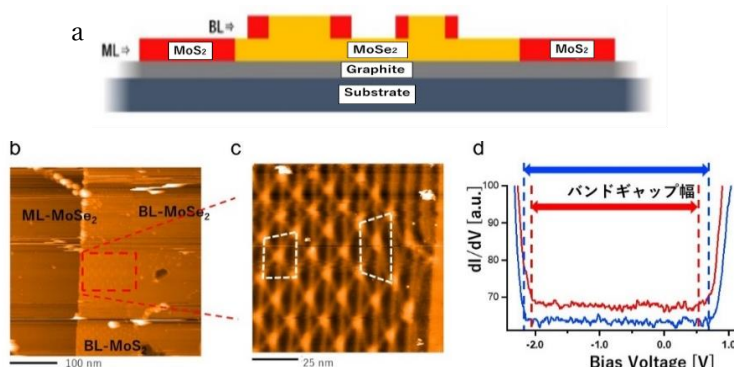 a
BL⇒
ML⇒
MoS₂
MoSe₂
MoS₂
Graphite
Substrate
b
ML-MoSe₂
BL-MoSe₂
BL-MoS
100 nm
c
25 nm
d
バンドギャップ幅
dI/dV [a.u.]
100
90
80
70
-2.0
-1.0
0.0
1.0
Bias Voltage [V]